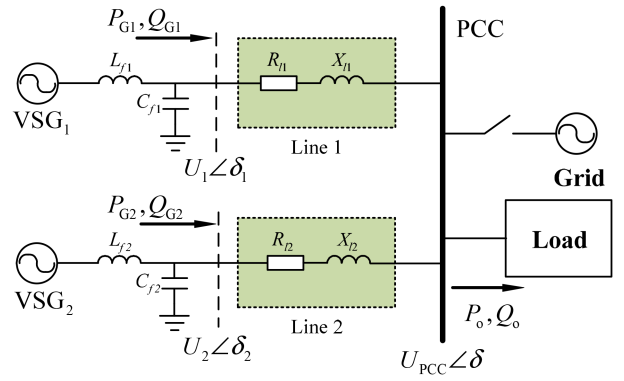 P_G1, Q_G1
PCC
L_f1
R_l1
X_l1
C_f1
VSG_1
Line 1
U_1∠δ_1
Grid
P_G2, Q_G2
L_f2
R_l2
X_l2
Load
C_f2
VSG_2
Line 2
P_o, Q_o
U_2∠δ_2
U_PCC∠δ